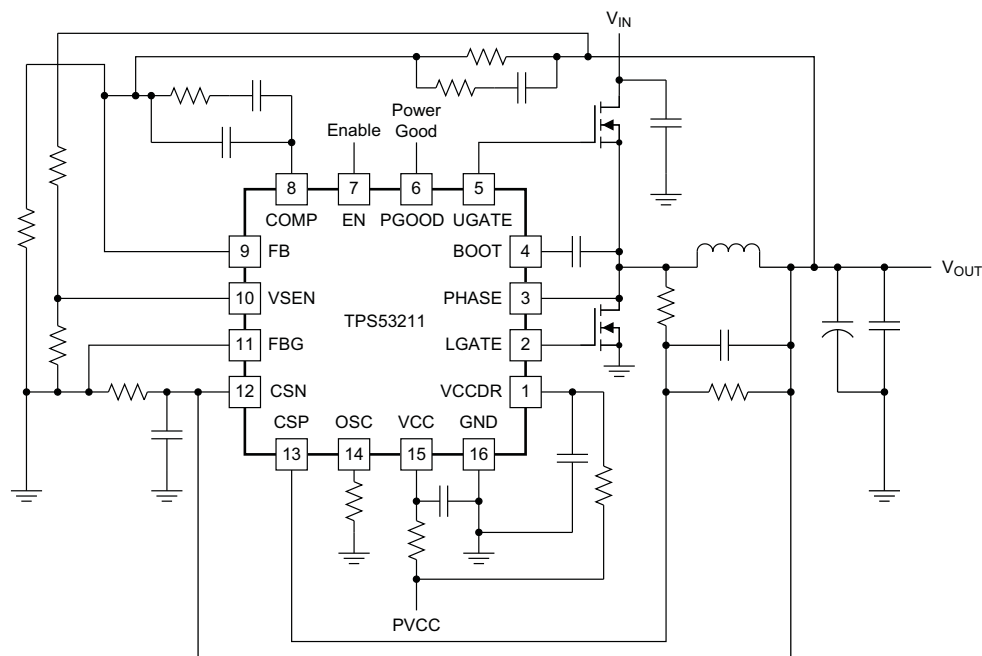 VIN
Enable
Power
Good
8
7
6
5
COMP
EN
PGOOD
UGATE
9
FB
BOOT
4
10
VSEN
PHASE
3
VOUT
TPS53211
11
FBG
LGATE
2
12
CSN
VCCDR
1
CSP
OSC
VCC
GND
13
14
15
16
PVCC